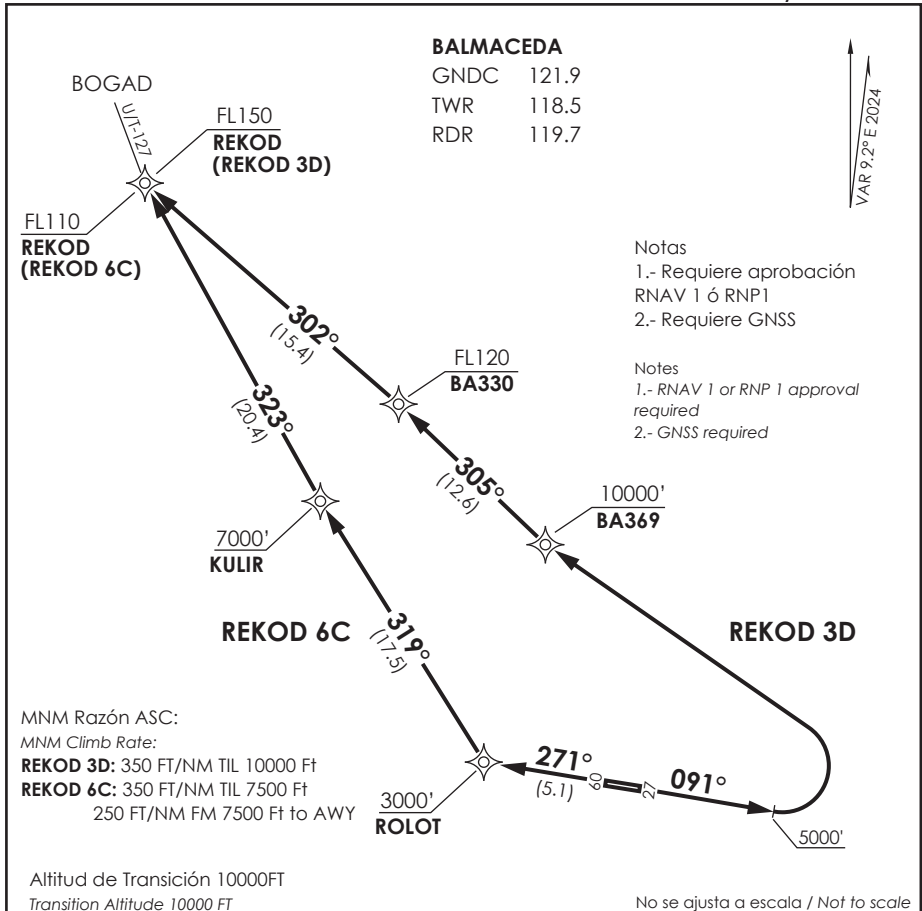 BALMACEDA
GNDC 121.9
TWR 118.5
RDR 119.7
VAR 9.2° E 2024
BOGAD
U/T-127
FL150
REKOD
(REKOD 3D)
FL110
REKOD
(REKOD 6C)
Notas
1.- Requiere aprobación
RNAV 1 ó RNP1
2.- Requiere GNSS
Notes
1.- RNAV 1 or RNP 1 approval
required
2.- GNSS required
302°
(15.4)
FL120
BA330
323°
(20.4)
305°
(12.6)
10000'
BA369
7000'
KULIR
REKOD 6C
319°
(17.5)
REKOD 3D
MNM Razón ASC:
MNM Climb Rate:
REKOD 3D: 350 FT/NM TIL 10000 Ft
REKOD 6C: 350 FT/NM TIL 7500 Ft
250 FT/NM FM 7500 Ft to AWY
3000'
ROLOT
271°
(5.1)
09
27
091°
5000'
Altitud de Transición 10000FT
Transition Altitude 10000 FT
No se ajusta a escala / Not to scale